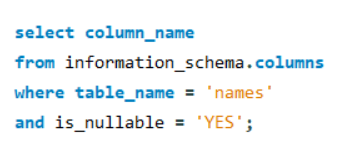 select column_name
from information_schema.columns
where table_name = 'names'
and is_nullable = 'YES';